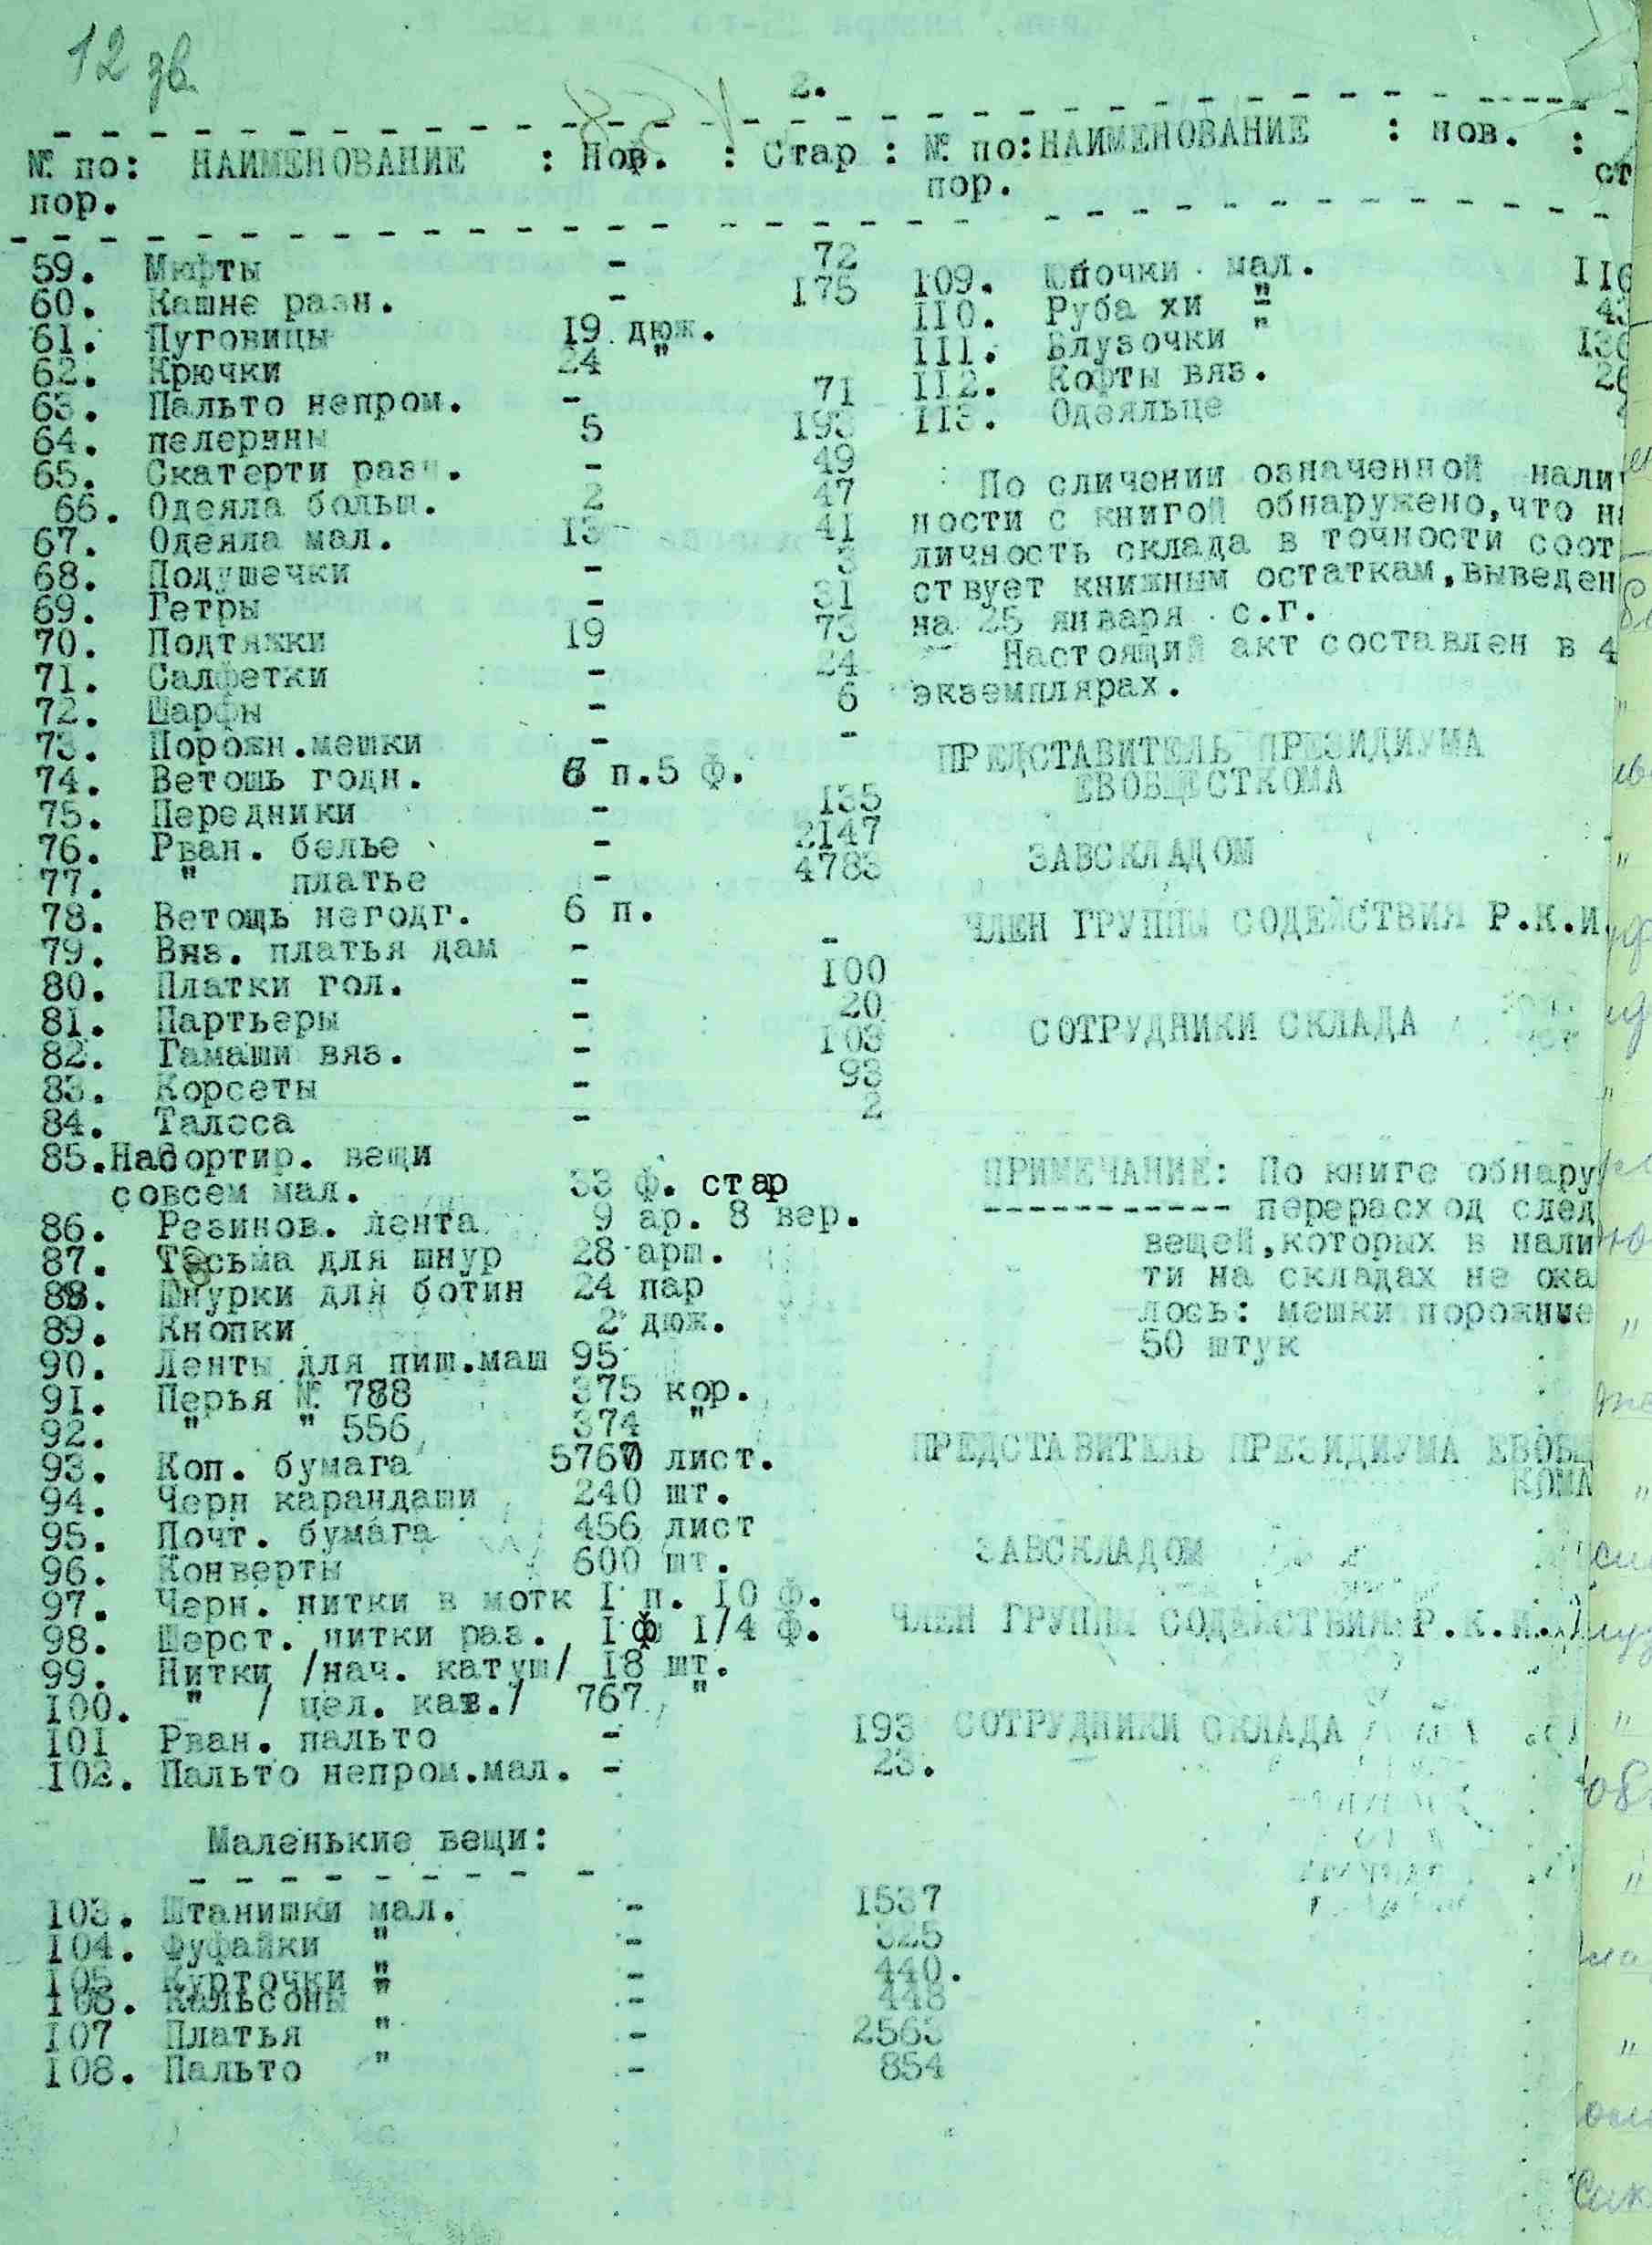 12 зв
2.
№ по: НАИМЕНОВАНИЕ : Нов. : Стар :
пор.
59. Мюфты - 72
60. Кашне разн. - 175
61. Пуговицы 19 дюж.
62. Крючки 24 "
63. Пальто непром. - 71
64. пелерины 5 193
65. Скатерти разн. - 49
66. Одеяла больш. 2 47
67. Одеяла мал. 13 41
68. Подушечки - 3
69. Гетры - 31
70. Подтяжки 19 73
71. Салфетки - 24
72. Шарфы - 6
73. Порожн.мешки - -
74. Ветошь годн. 6 п.5 ф.
75. Передники - 135
76. Рван. белье - 2147
77. " платье - 4783
78. Ветощь негодг. 6 п.
79. Вяз. платья дам - -
80. Платки гол. - 100
81. Партьеры - 20
82. Гамаши вяз. - 103
83. Корсеты - 93
84. Талеса - 2
85.Насортир. вещи
совсем мал. 33 ф. стар
86. Резинов. лента 9 ар. 8 вер.
87. Тесьма для шнур 28 арш.
88. Шнурки для ботин 24 пар
89. Кнопки 2 дюж.
90. Ленты для пиш.маш 95
91. Перья № 788 375 кор.
92. " " 556 374 "
93. Коп. бумага 5767 лист.
94. Черн карандаши 240 шт.
95. Почт. бумага 456 лист
96. Конверты 600 шт.
97. Черн. нитки в мотк I п. 10 ф.
98. Шерст. нитки раз. I ф 1/4 ф.
99. Нитки /нач. катуш/ 18 шт.
100. " / цел. кат./ 767 "
101 Рван. пальто - 193
102. Пальто непром.мал. - 23.
Маленькие вещи:
103. Штанишки мал. - 1537
104. Фуфайки " - 325
105 Курточки " - 440.
106. Кальсоны " - 448
107 Платья " - 2563
108. Пальто " - 854
№ по:НАИМЕНОВАНИЕ : нов. :
пор. ст
109. Юбочки мал. 116
110. Руба хи " 43
111. Блузочки " 130
112. Кофты вяз. 26
113. Одеяльце
По сличении означенной налич
ности с книгой обнаружено,что на
личность склада в точности соот
ствует книжным остаткам,выведен
на 25 января с.г.
Настоящий акт составлен в 4
экземплярах.
ПРЕДСТАВИТЕЛЬ ПРЕЗИДИУМА
ЕВОБЩЕСТКОМА
ЗАВСКЛАДОМ
ЧЛЕН ГРУППЫ СОДЕЙСТВИЯ Р.К.И.
СОТРУДНИКИ СКЛАДА
ПРИМЕЧАНИЕ: По книге обнару
перерасход след
вещей,которых в нали
ти на складах не ока
лось: мешки порожние
50 штук
ПРЕДСТАВИТЕЛЬ ПРЕЗИДИУМА ЕВОБЩ
КОМА
ЗАВСКЛАДОМ
ЧЛЕН ГРУППЫ СОДЕЙСТВИЯ Р.К.И.
СОТРУДНИКИ СКЛАДА